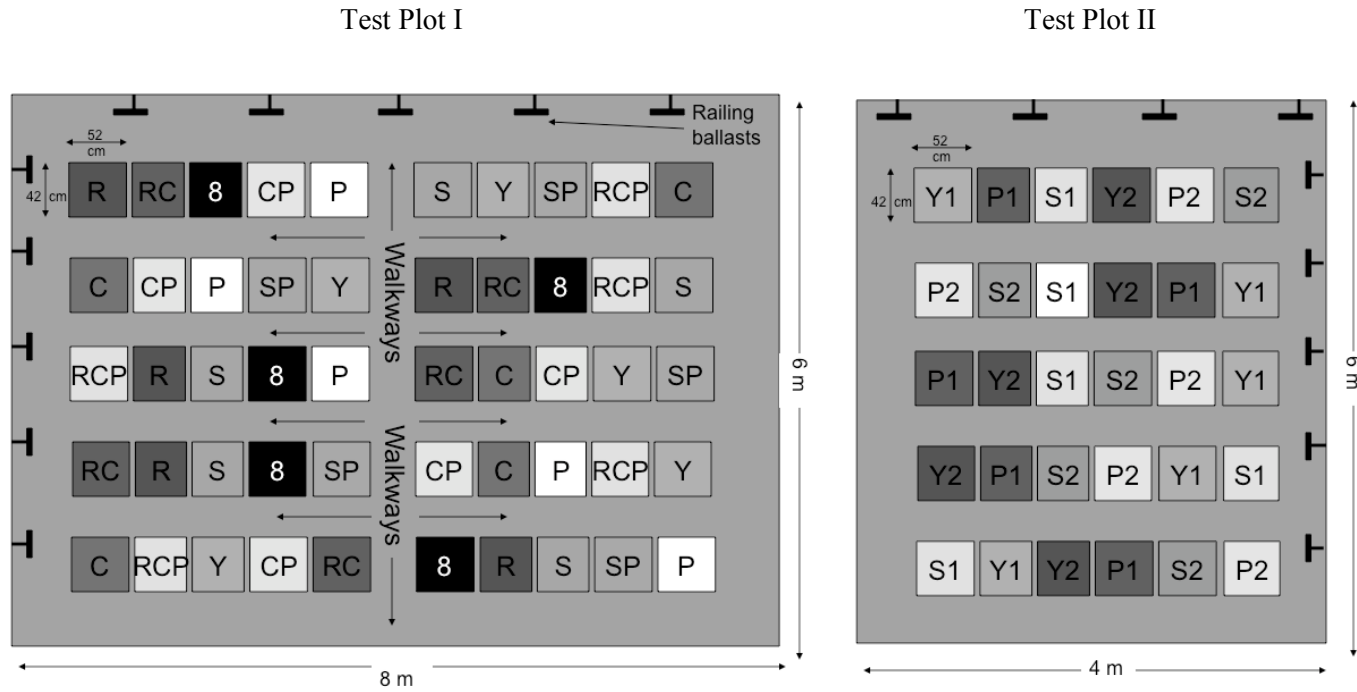 Test Plot I
Test Plot II
Railing
ballasts
52
cm
42 cm
R RC 8 CP P S Y SP RCP C
C CP P SP Y R RC 8 RCP S
RCP R S 8 P RC C CP Y SP
RC R S 8 SP CP C P RCP Y
C RCP Y CP RC 8 R S SP P
Walkways
Walkways
6 m
8 m
52
cm
42 cm
Y1 P1 S1 Y2 P2 S2
P2 S2 S1 Y2 P1 Y1
P1 Y2 S1 S2 P2 Y1
Y2 P1 S2 P2 Y1 S1
S1 Y1 Y2 P1 S2 P2
6 m
4 m